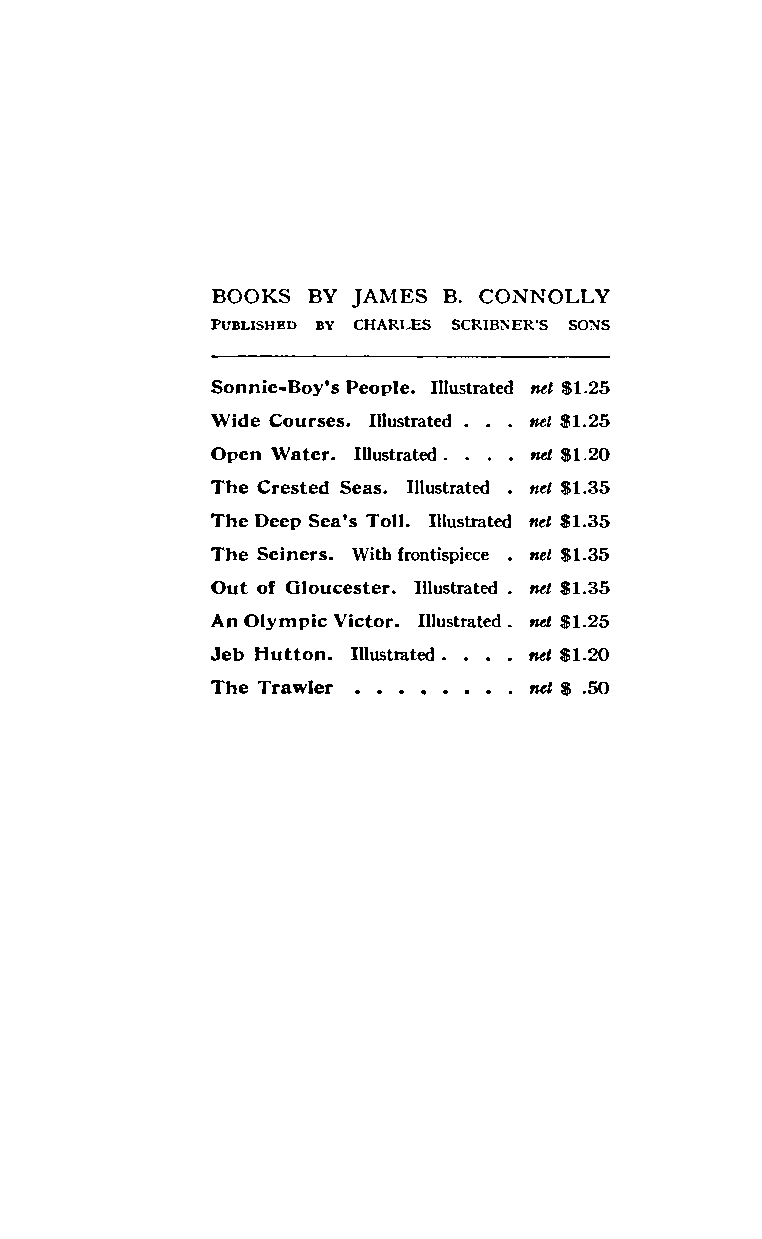 BOOKS BY JAMES B. CONNOLLY
PUBLISHED BY CHARLES SCRIBNER'S SONS
Sonnie-Boy's People. Illustrated net $1.25
Wide Courses. Illustrated . . . net $1.25
Open Water. Illustrated . . . . net $1.20
The Crested Seas. Illustrated . net $1.35
The Deep Sea's Toll. Illustrated net $1.35
The Seiners. With frontispiece . net $1.35
Out of Gloucester. Illustrated . net $1.35
An Olympic Victor. Illustrated . net $1.25
Jeb Hutton. Illustrated . . . . net $1.20
The Trawler . . . . . . . . net $ .50